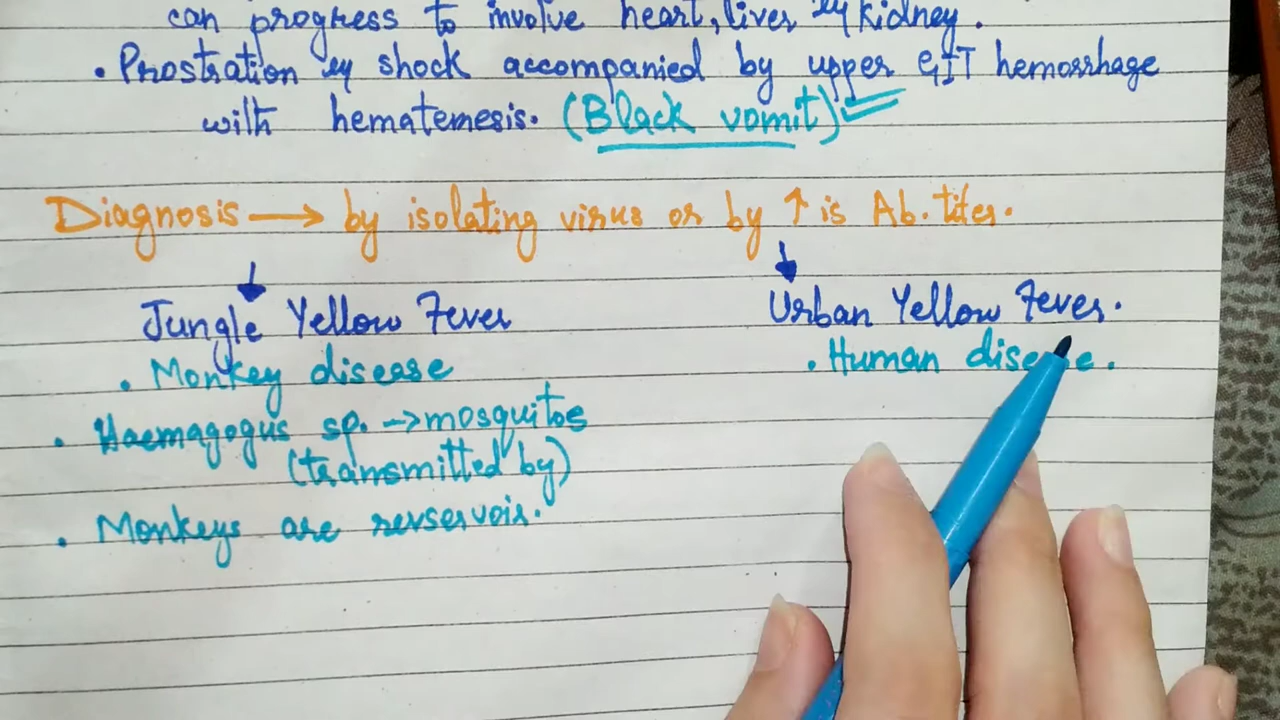 can progress to involve heart, liver & kidney.
• Prostration & shock accompanied by upper GIT hemorrhage
with hematemesis. (Black vomit)
Diagnosis → by isolating virus or by ↑ is Ab. titer.
↓ ↓
Jungle Yellow Fever
• Monkey disease
• Haemagogus sp. → mosquitoe
(transmitted by)
• Monkeys are revservoir.
Urban Yellow Fever.
• Human disease.